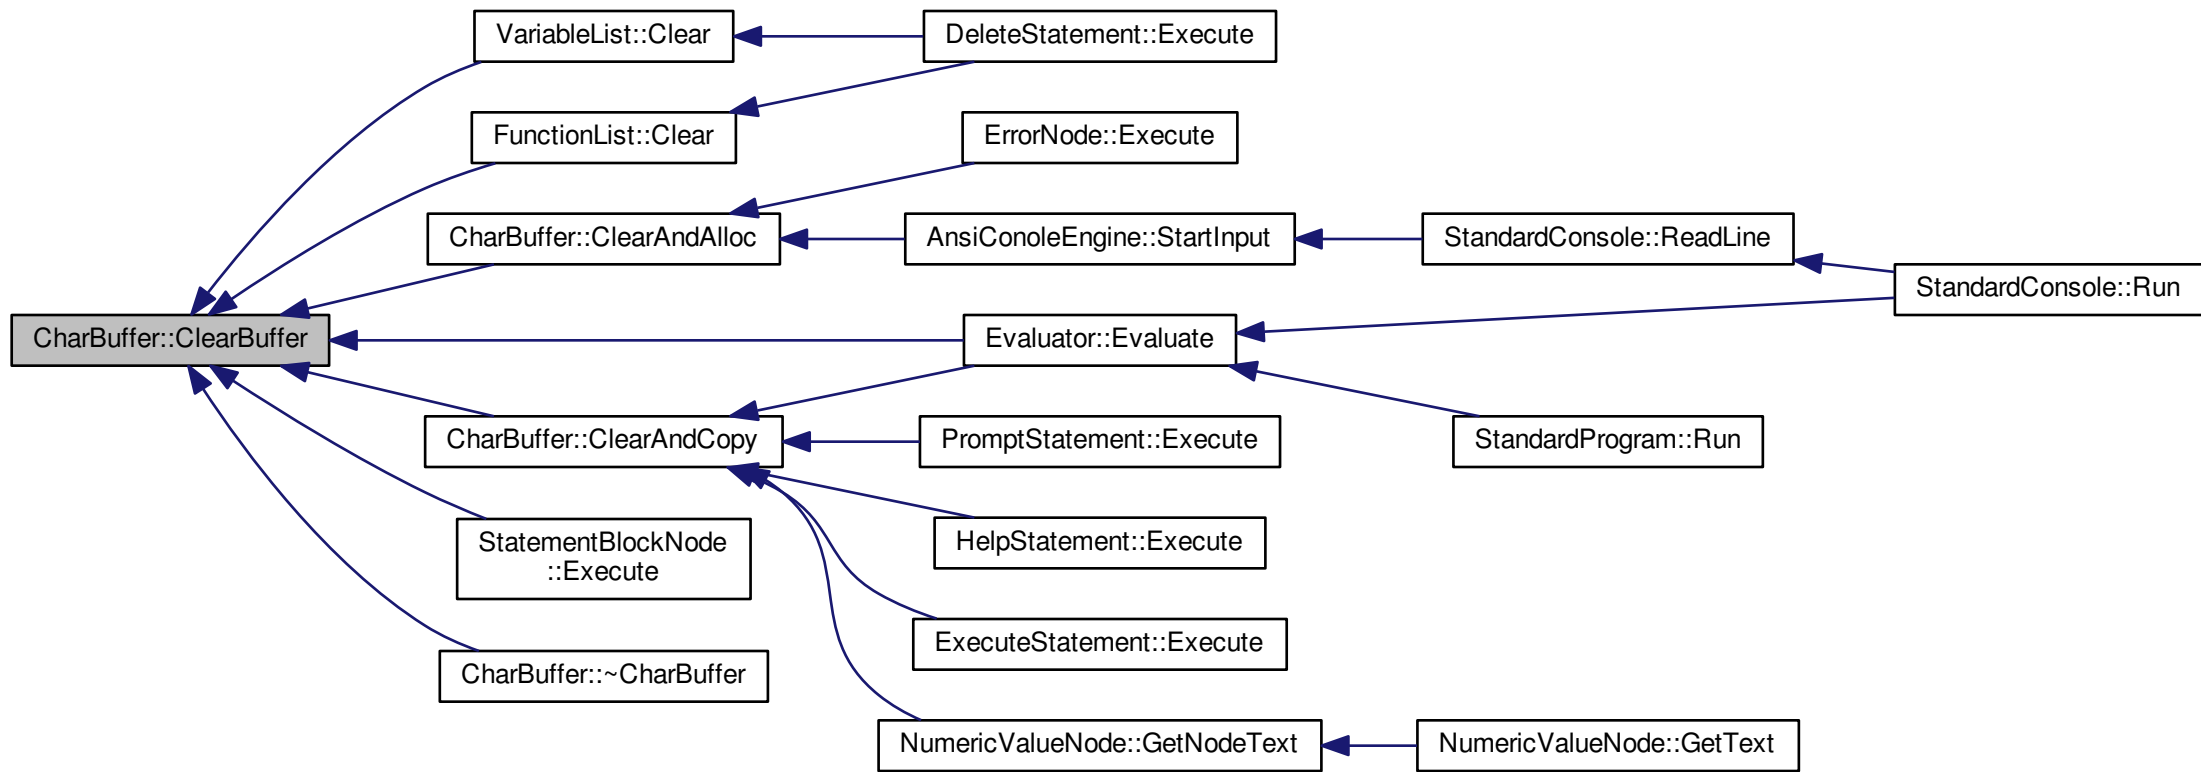 VariableList::Clear
DeleteStatement::Execute
FunctionList::Clear
ErrorNode::Execute
CharBuffer::ClearAndAlloc
AnsiConoleEngine::StartInput
StandardConsole::ReadLine
StandardConsole::Run
CharBuffer::ClearBuffer
Evaluator::Evaluate
CharBuffer::ClearAndCopy
PromptStatement::Execute
StandardProgram::Run
StatementBlockNode
::Execute
HelpStatement::Execute
ExecuteStatement::Execute
CharBuffer::~CharBuffer
NumericValueNode::GetNodeText
NumericValueNode::GetText